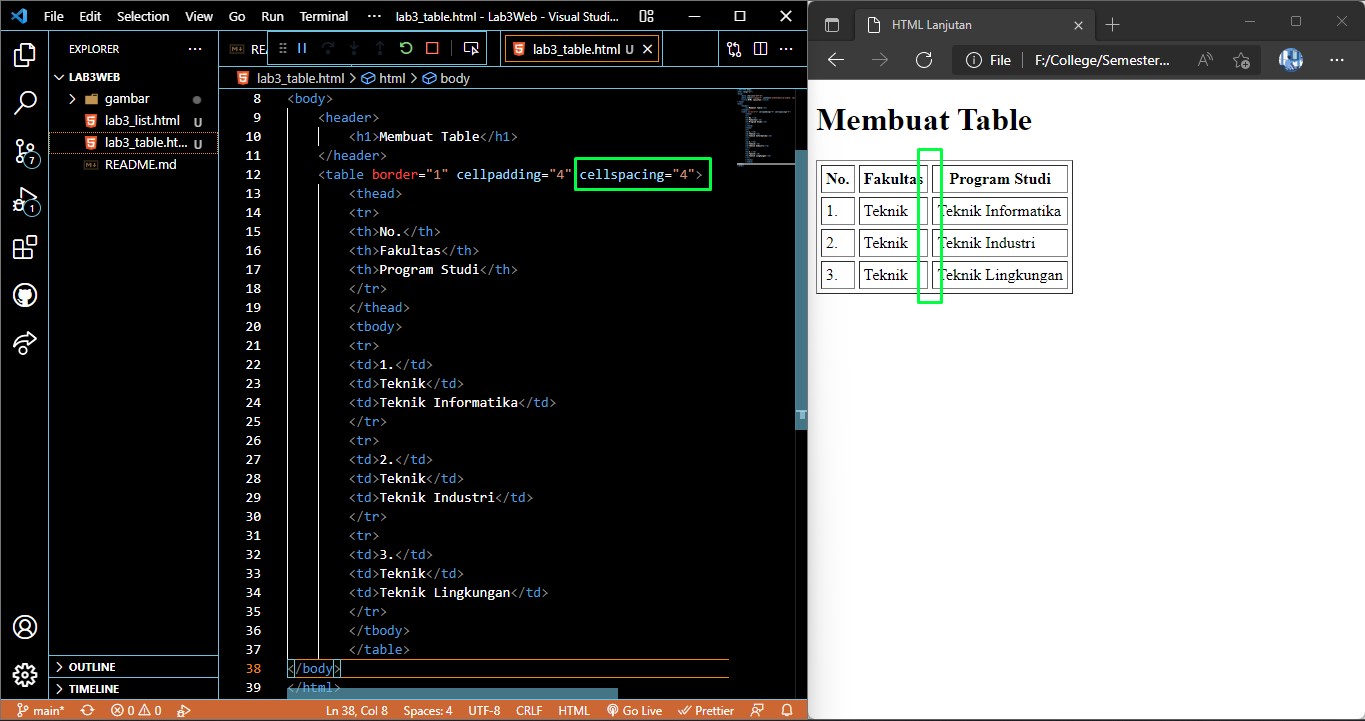 File Edit Selection View Go Run Terminal ··· lab3_table.html - Lab3Web - Visual Studi...
EXPLORER ···
LAB3WEB
gambar
lab3_list.html U
lab3_table.ht... U
README.md
OUTLINE
TIMELINE
7
1
REA
lab3_table.html U
lab3_table.html > html > body
8 <body>
9 <header>
10 <h1>Membuat Table</h1>
11 </header>
12 <table border="1" cellpadding="4" cellspacing="4">
13 <thead>
14 <tr>
15 <th>No.</th>
16 <th>Fakultas</th>
17 <th>Program Studi</th>
18 </tr>
19 </thead>
20 <tbody>
21 <tr>
22 <td>1.</td>
23 <td>Teknik</td>
24 <td>Teknik Informatika</td>
25 </tr>
26 <tr>
27 <td>2.</td>
28 <td>Teknik</td>
29 <td>Teknik Industri</td>
30 </tr>
31 <tr>
32 <td>3.</td>
33 <td>Teknik</td>
34 <td>Teknik Lingkungan</td>
35 </tr>
36 </tbody>
37 </table>
38 </body>
39 </html>
main* 0 0 Ln 38, Col 8 Spaces: 4 UTF-8 CRLF HTML Go Live Prettier
HTML Lanjutan
File F:/College/Semester...
Membuat Table
No. Fakultas Program Studi
1. Teknik Teknik Informatika
2. Teknik Teknik Industri
3. Teknik Teknik Lingkungan